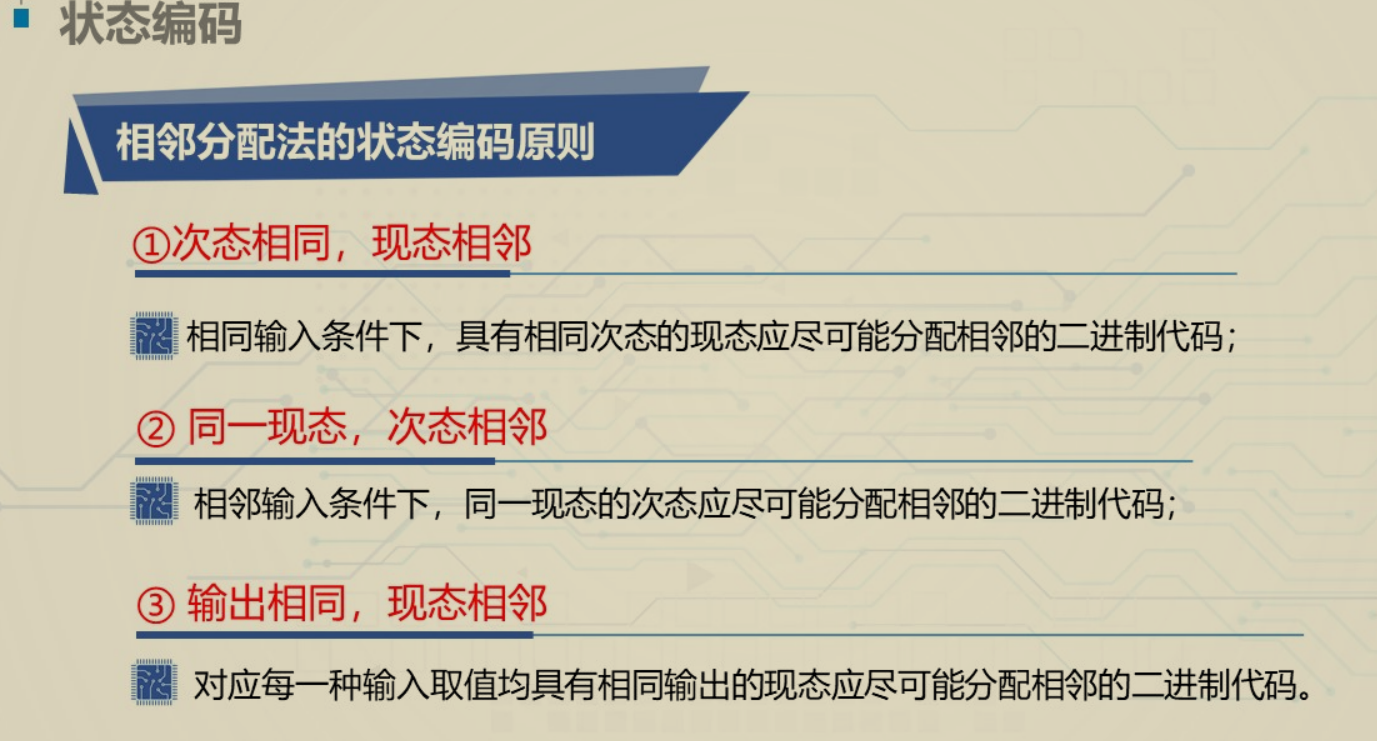 状态编码
相邻分配法的状态编码原则
①次态相同，现态相邻
相同输入条件下，具有相同次态的现态应尽可能分配相邻的二进制代码；
② 同一现态，次态相邻
相邻输入条件下，同一现态的次态应尽可能分配相邻的二进制代码；
③ 输出相同，现态相邻
对应每一种输入取值均具有相同输出的现态应尽可能分配相邻的二进制代码。